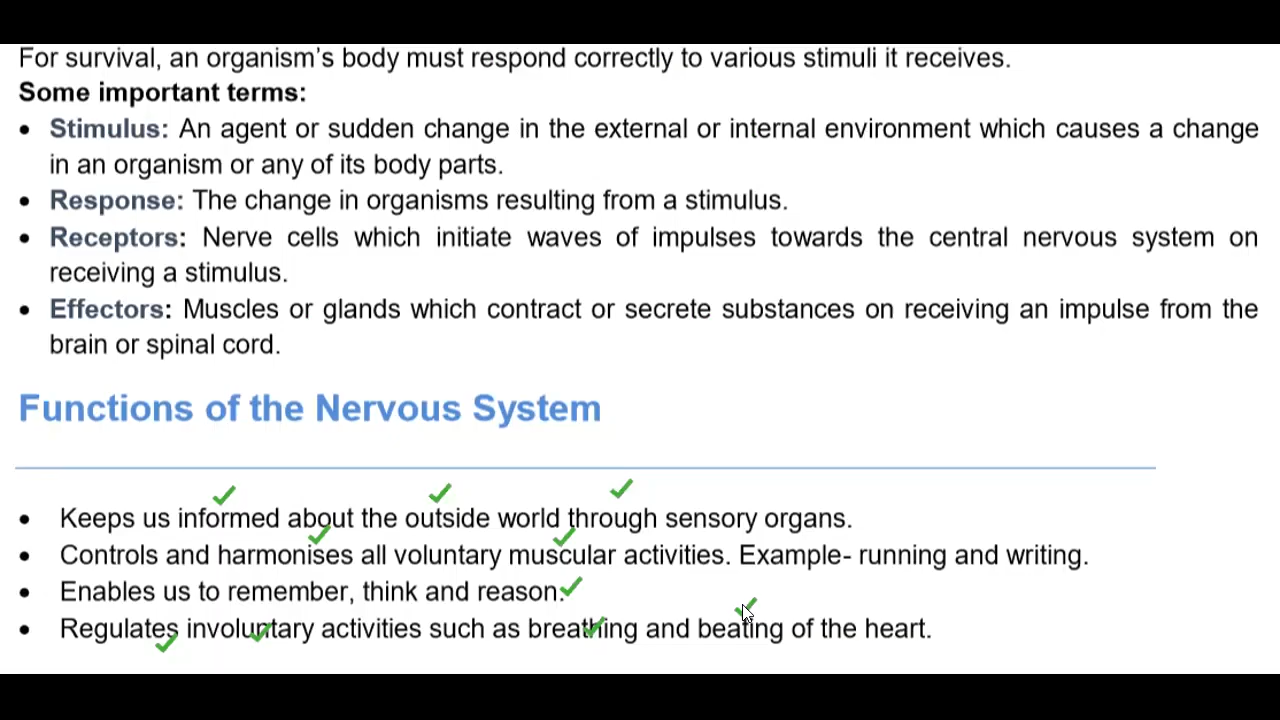 For survival, an organism’s body must respond correctly to various stimuli it receives.
Some important terms:
• Stimulus: An agent or sudden change in the external or internal environment which causes a change
in an organism or any of its body parts.
• Response: The change in organisms resulting from a stimulus.
• Receptors: Nerve cells which initiate waves of impulses towards the central nervous system on
receiving a stimulus.
• Effectors: Muscles or glands which contract or secrete substances on receiving an impulse from the
brain or spinal cord.
Functions of the Nervous System
• Keeps us informed about the outside world through sensory organs.
• Controls and harmonises all voluntary muscular activities. Example- running and writing.
• Enables us to remember, think and reason.
• Regulates involuntary activities such as breathing and beating of the heart.